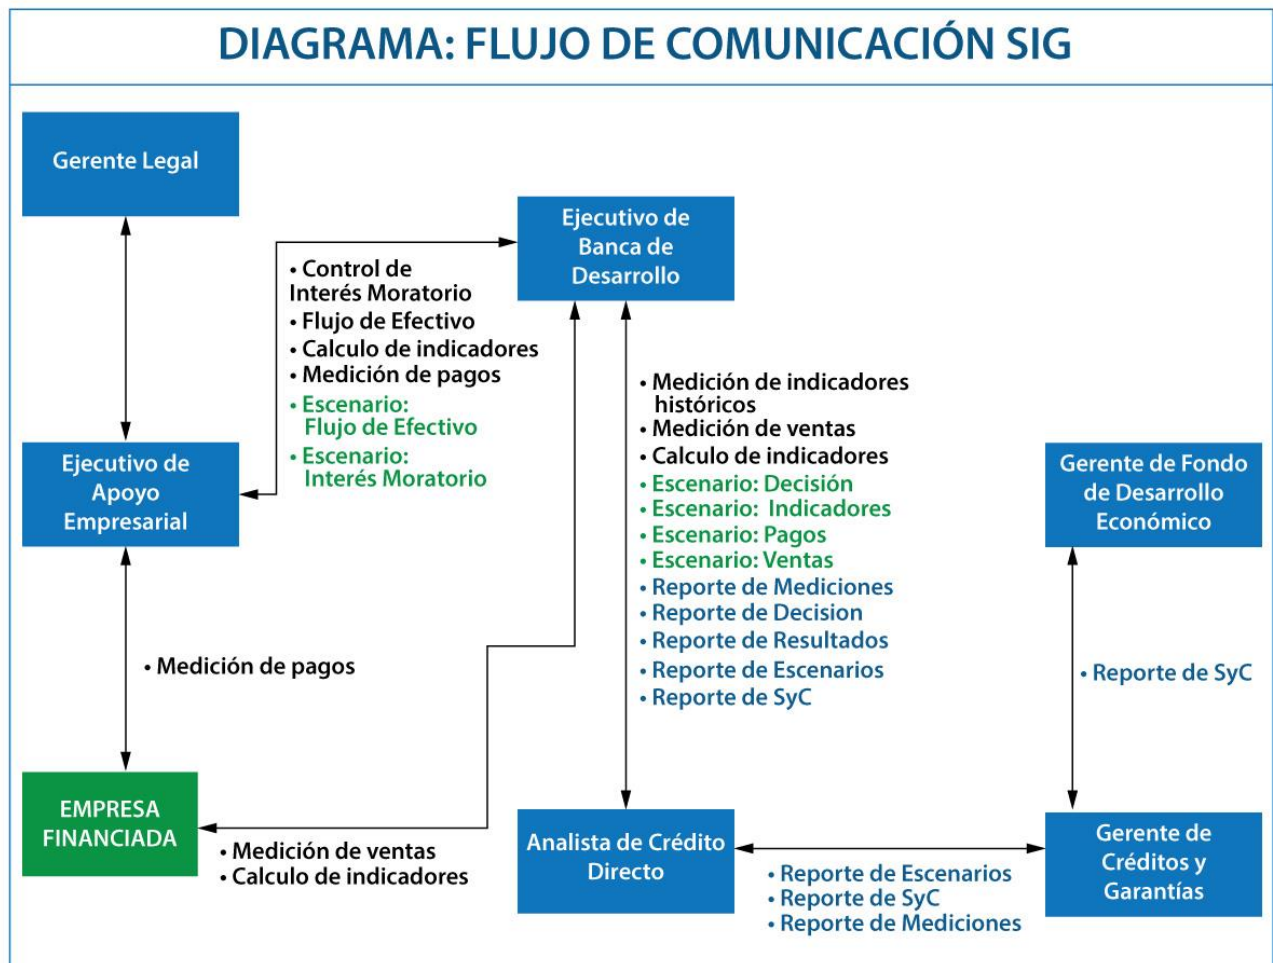 DIAGRAMA: FLUJO DE COMUNICACIÓN SIG
Gerente Legal
Ejecutivo de
Banca de
Desarrollo
• Control de
Interés Moratorio
• Flujo de Efectivo
• Calculo de indicadores
• Medición de pagos
• Escenario:
Flujo de Efectivo
• Escenario:
Interés Moratorio
Ejecutivo de
Apoyo
Empresarial
• Medición de indicadores
históricos
• Medición de ventas
• Calculo de indicadores
• Escenario: Decisión
• Escenario: Indicadores
• Escenario: Pagos
• Escenario: Ventas
• Reporte de Mediciones
• Reporte de Decision
• Reporte de Resultados
• Reporte de Escenarios
• Reporte de SyC
Gerente de Fondo
de Desarrollo
Económico
• Medición de pagos
• Reporte de SyC
EMPRESA
FINANCIADA
• Medición de ventas
• Calculo de indicadores
Analista de Crédito
Directo
• Reporte de Escenarios
• Reporte de SyC
• Reporte de Mediciones
Gerente de
Créditos y
Garantías